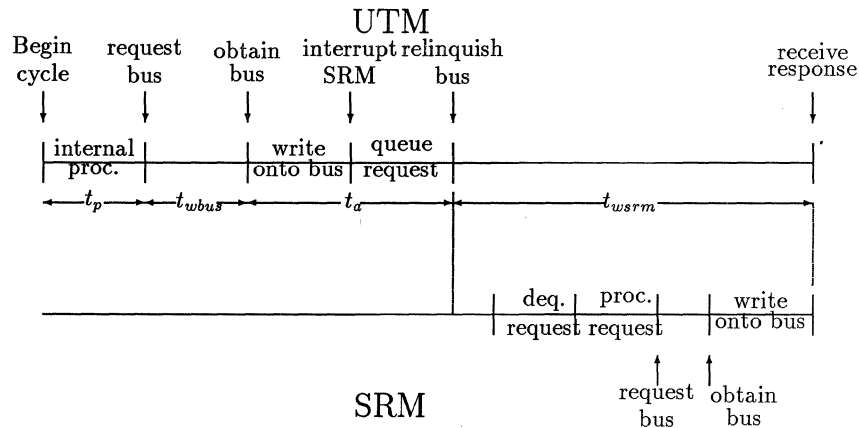 UTM
Begin cycle
request bus
obtain bus
interrupt SRM
relinquish bus
receive response
internal proc.
write onto bus
queue request
t_p
t_wbus
t_a
t_wsrm
deq. request
proc. request
write onto bus
request bus
obtain bus
SRM